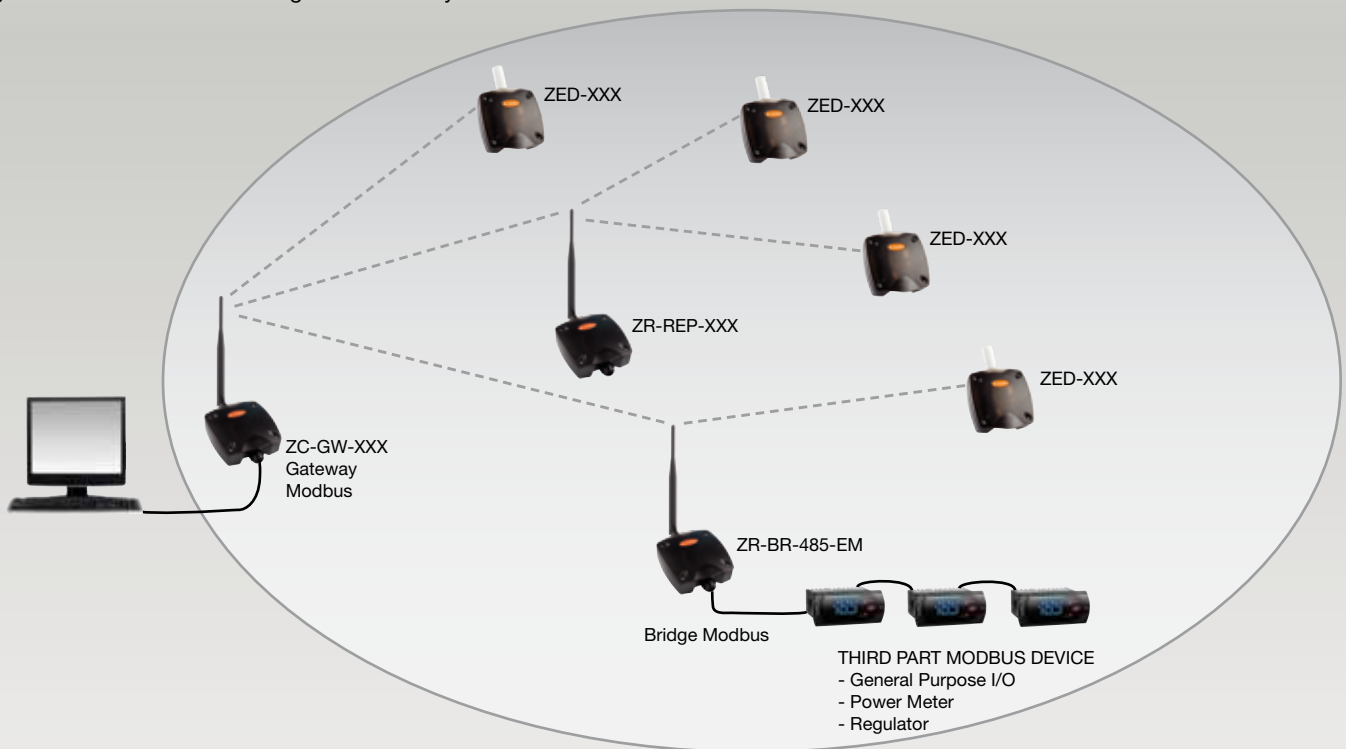 ZED-XXX
ZED-XXX
ZED-XXX
ZR-REP-XXX
ZED-XXX
ZC-GW-XXX
Gateway
Modbus
ZR-BR-485-EM
Bridge Modbus
THIRD PART MODBUS DEVICE
- General Purpose I/O
- Power Meter
- Regulator